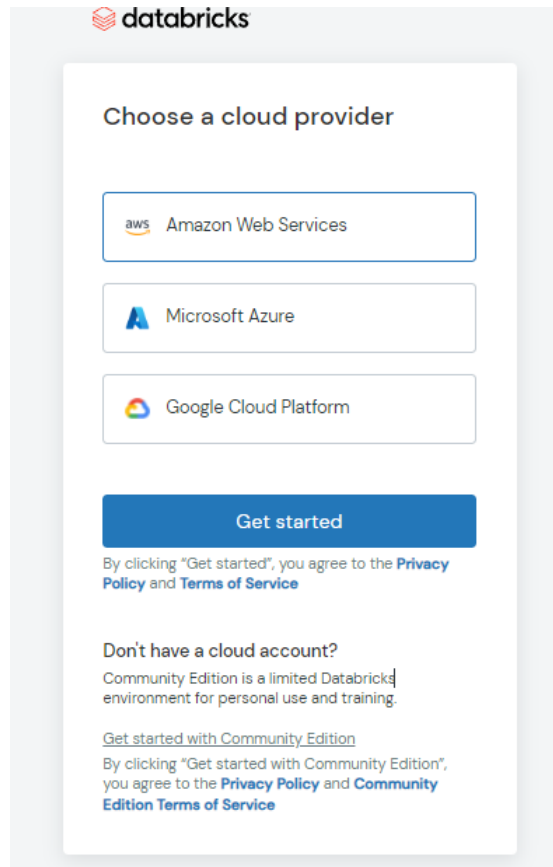 databricks
Choose a cloud provider
aws Amazon Web Services
Microsoft Azure
Google Cloud Platform
Get started
By clicking “Get started”, you agree to the Privacy
Policy and Terms of Service
Don't have a cloud account?
Community Edition is a limited Databricks
environment for personal use and training.
Get started with Community Edition
By clicking “Get started with Community Edition”,
you agree to the Privacy Policy and Community
Edition Terms of Service